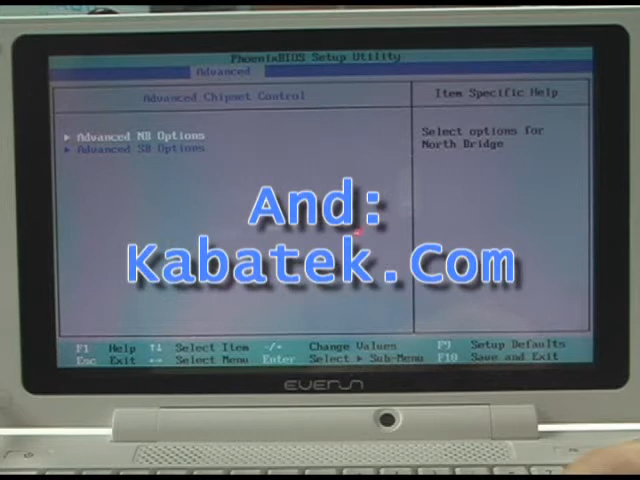 PhoenixBIOS Setup Utility
Advanced
Advanced Chipset Control
Item Specific Help
Advanced NB Options
Advanced SB Options
Select options for
North Bridge
And:
Kabatek.Com
F1 Help ↑↓ Select Item -/+ Change Values F9 Setup Defaults
Esc Exit ↔ Select Menu Enter Select ▶ Sub-Menu F10 Save and Exit
EVERUN